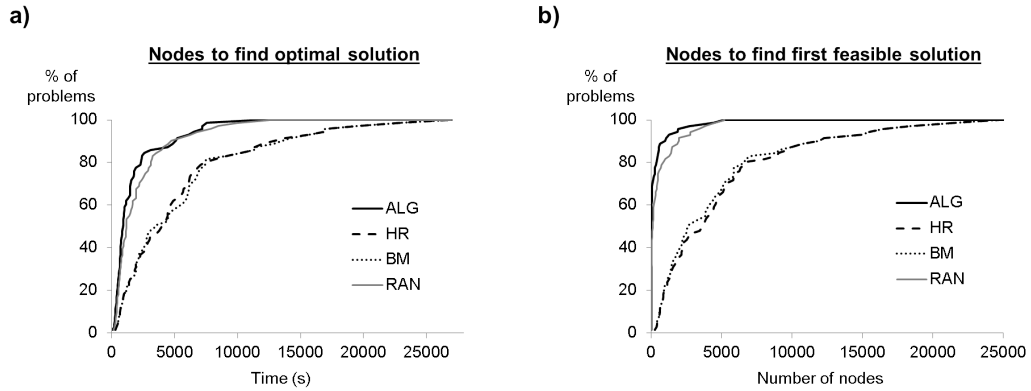 a)
Nodes to find optimal solution
% of
problems
100
80
60
40
20
0
0
5000
10000
15000
20000
25000
Time (s)
ALG
HR
BM
RAN
b)
Nodes to find first feasible solution
% of
problems
100
80
60
40
20
0
0
5000
10000
15000
20000
25000
Number of nodes
ALG
HR
BM
RAN